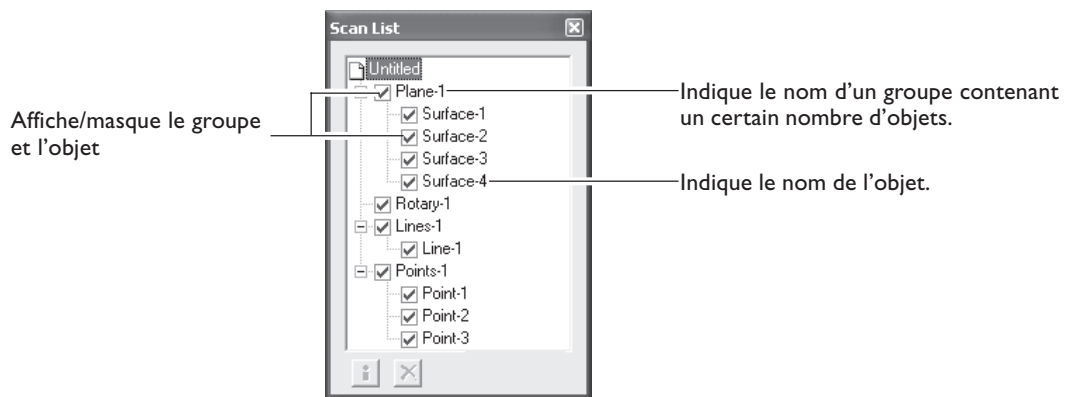 Scan List
Untitled
Plane-1
Surface-1
Surface-2
Surface-3
Surface-4
Rotary-1
Lines-1
Line-1
Points-1
Point-1
Point-2
Point-3
Affiche/masque le groupe
et l'objet
Indique le nom d'un groupe contenant
un certain nombre d'objets.
Indique le nom de l'objet.